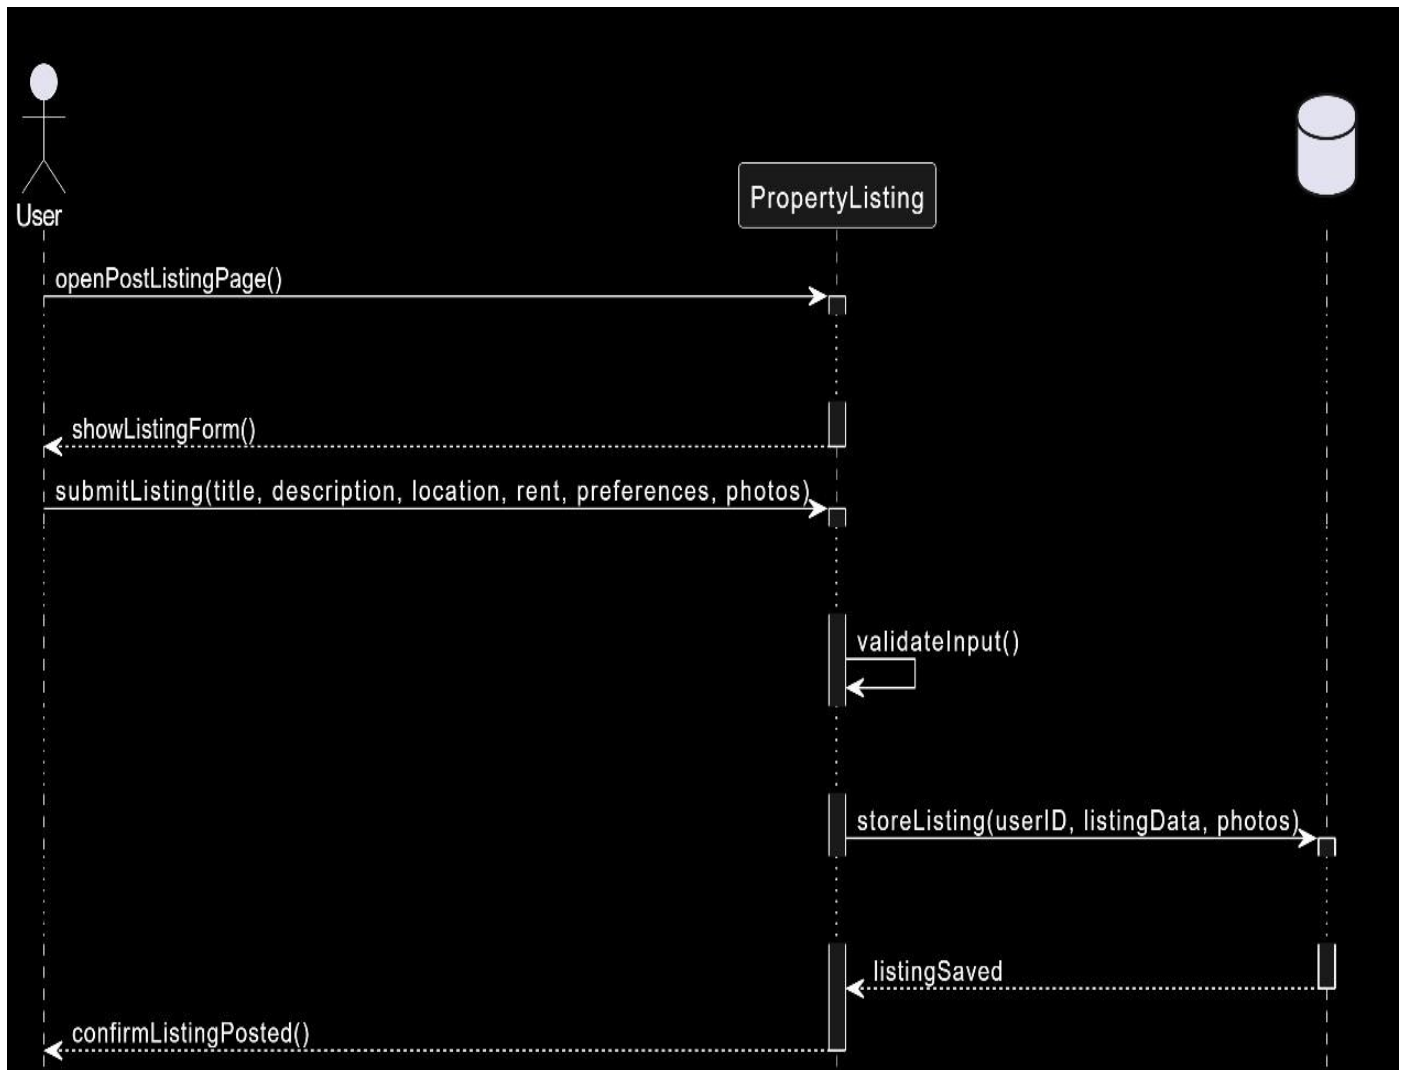 User
PropertyListing
openPostListingPage()
showListingForm()
submitListing(title, description, location, rent, preferences, photos)
validateInput()
storeListing(userID, listingData, photos)
listingSaved
confirmListingPosted()